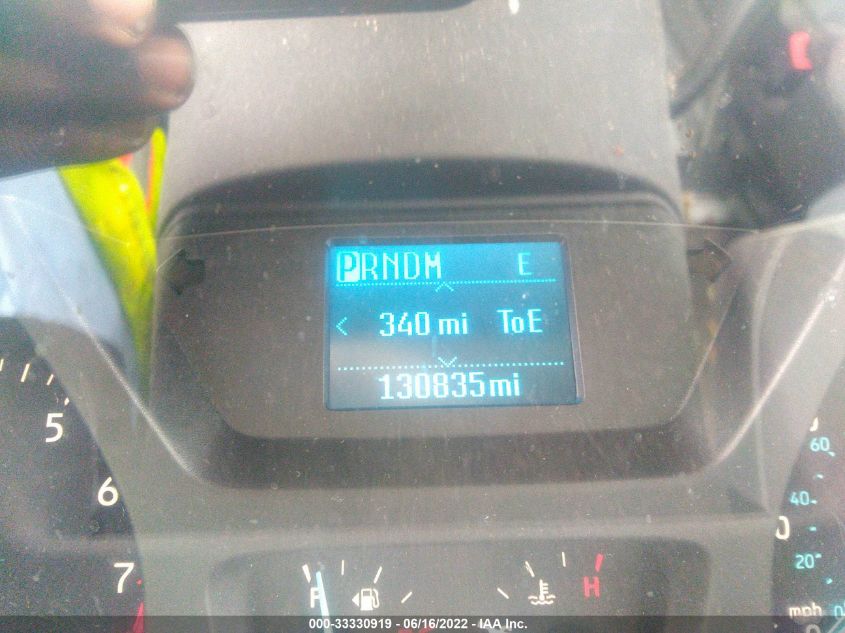 PRNDM E
340 mi ToE
130835mi
5
6
7
F
H
60
40
20
0
mph
000-33330919 - 06/16/2022 - IAA Inc.